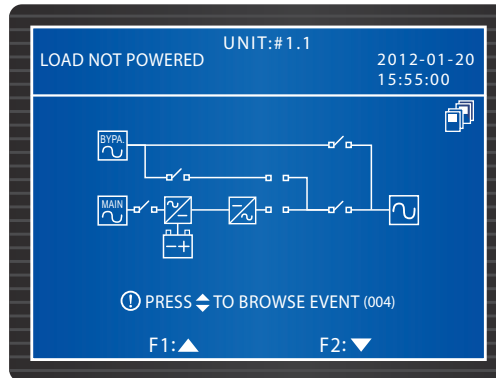 UNIT:#1.1
LOAD NOT POWERED
2012-01-20
15:55:00
BYPA.
MAIN
PRESS TO BROWSE EVENT (004)
F1: F2: